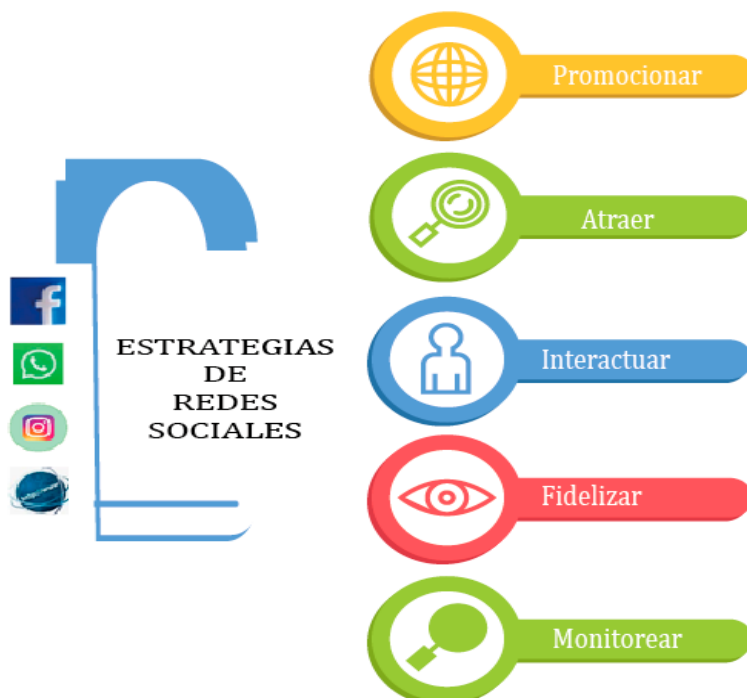 ESTRATEGIAS
DE
REDES
SOCIALES
Promocionar
Atraer
Interactuar
Fidelizar
Monitorear